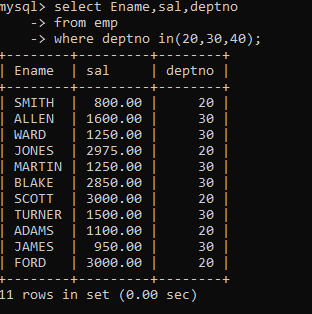 mysql> select Ename,sal,deptno
    -> from emp
    -> where deptno in(20,30,40);
+--------+---------+--------+
| Ename  | sal     | deptno |
+--------+---------+--------+
| SMITH  |  800.00 |     20 |
| ALLEN  | 1600.00 |     30 |
| WARD   | 1250.00 |     30 |
| JONES  | 2975.00 |     20 |
| MARTIN | 1250.00 |     30 |
| BLAKE  | 2850.00 |     30 |
| SCOTT  | 3000.00 |     20 |
| TURNER | 1500.00 |     30 |
| ADAMS  | 1100.00 |     20 |
| JAMES  |  950.00 |     30 |
| FORD   | 3000.00 |     20 |
+--------+---------+--------+
11 rows in set (0.00 sec)